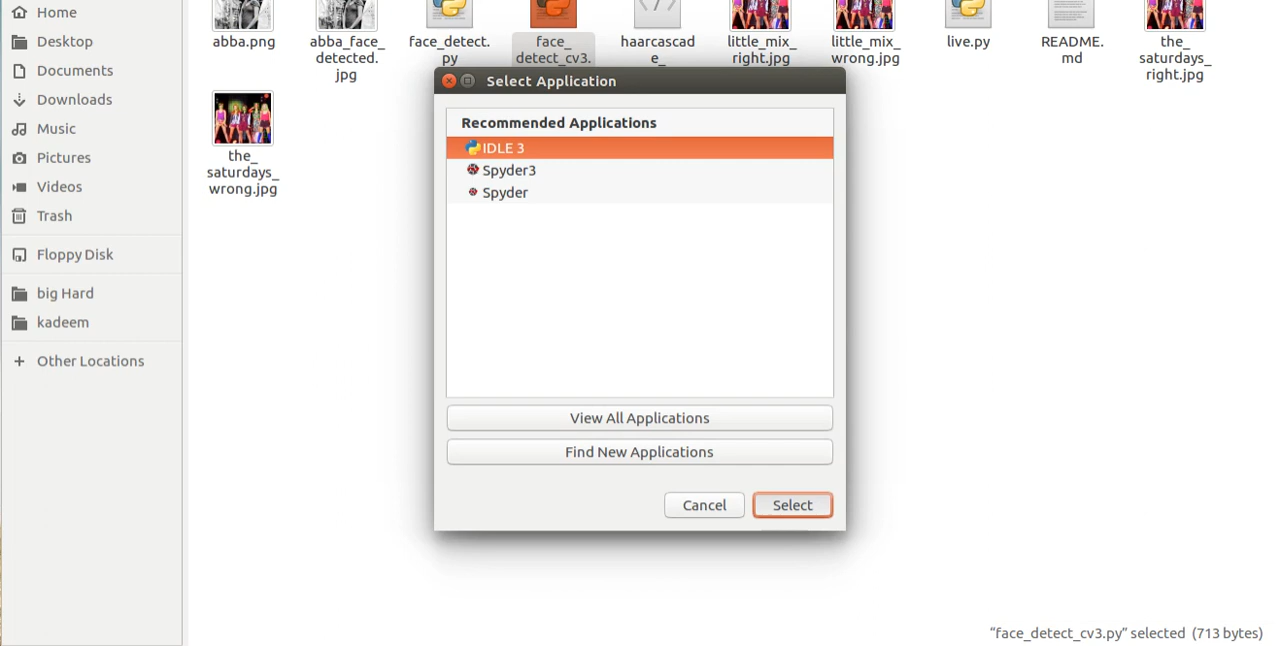 Home
Desktop
Documents
Downloads
Music
Pictures
Videos
Trash
Floppy Disk
big Hard
kadeem
Other Locations
abba.png
abba_face_
detected.
jpg
face_detect.
py
face_
detect_cv3.
haarcascad
e_
little_mix_
right.jpg
little_mix_
wrong.jpg
live.py
README.
md
the_
saturdays_
right.jpg
the_
saturdays_
wrong.jpg
Select Application
Recommended Applications
IDLE 3
Spyder3
Spyder
View All Applications
Find New Applications
Cancel
Select
“face_detect_cv3.py” selected (713 bytes)